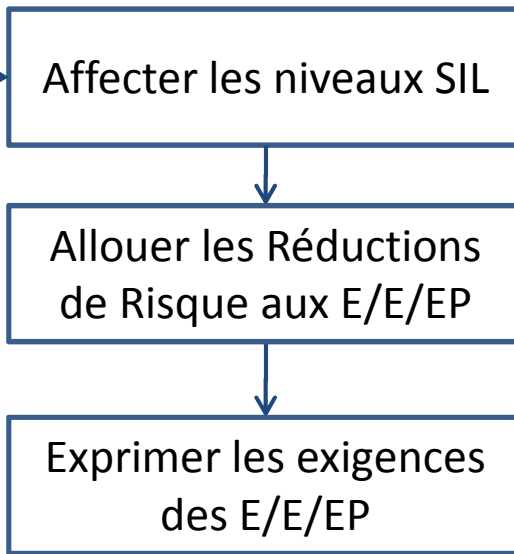 Affecter les niveaux SIL
Allouer les Réductions
de Risque aux E/E/EP
Exprimer les exigences
des E/E/EP